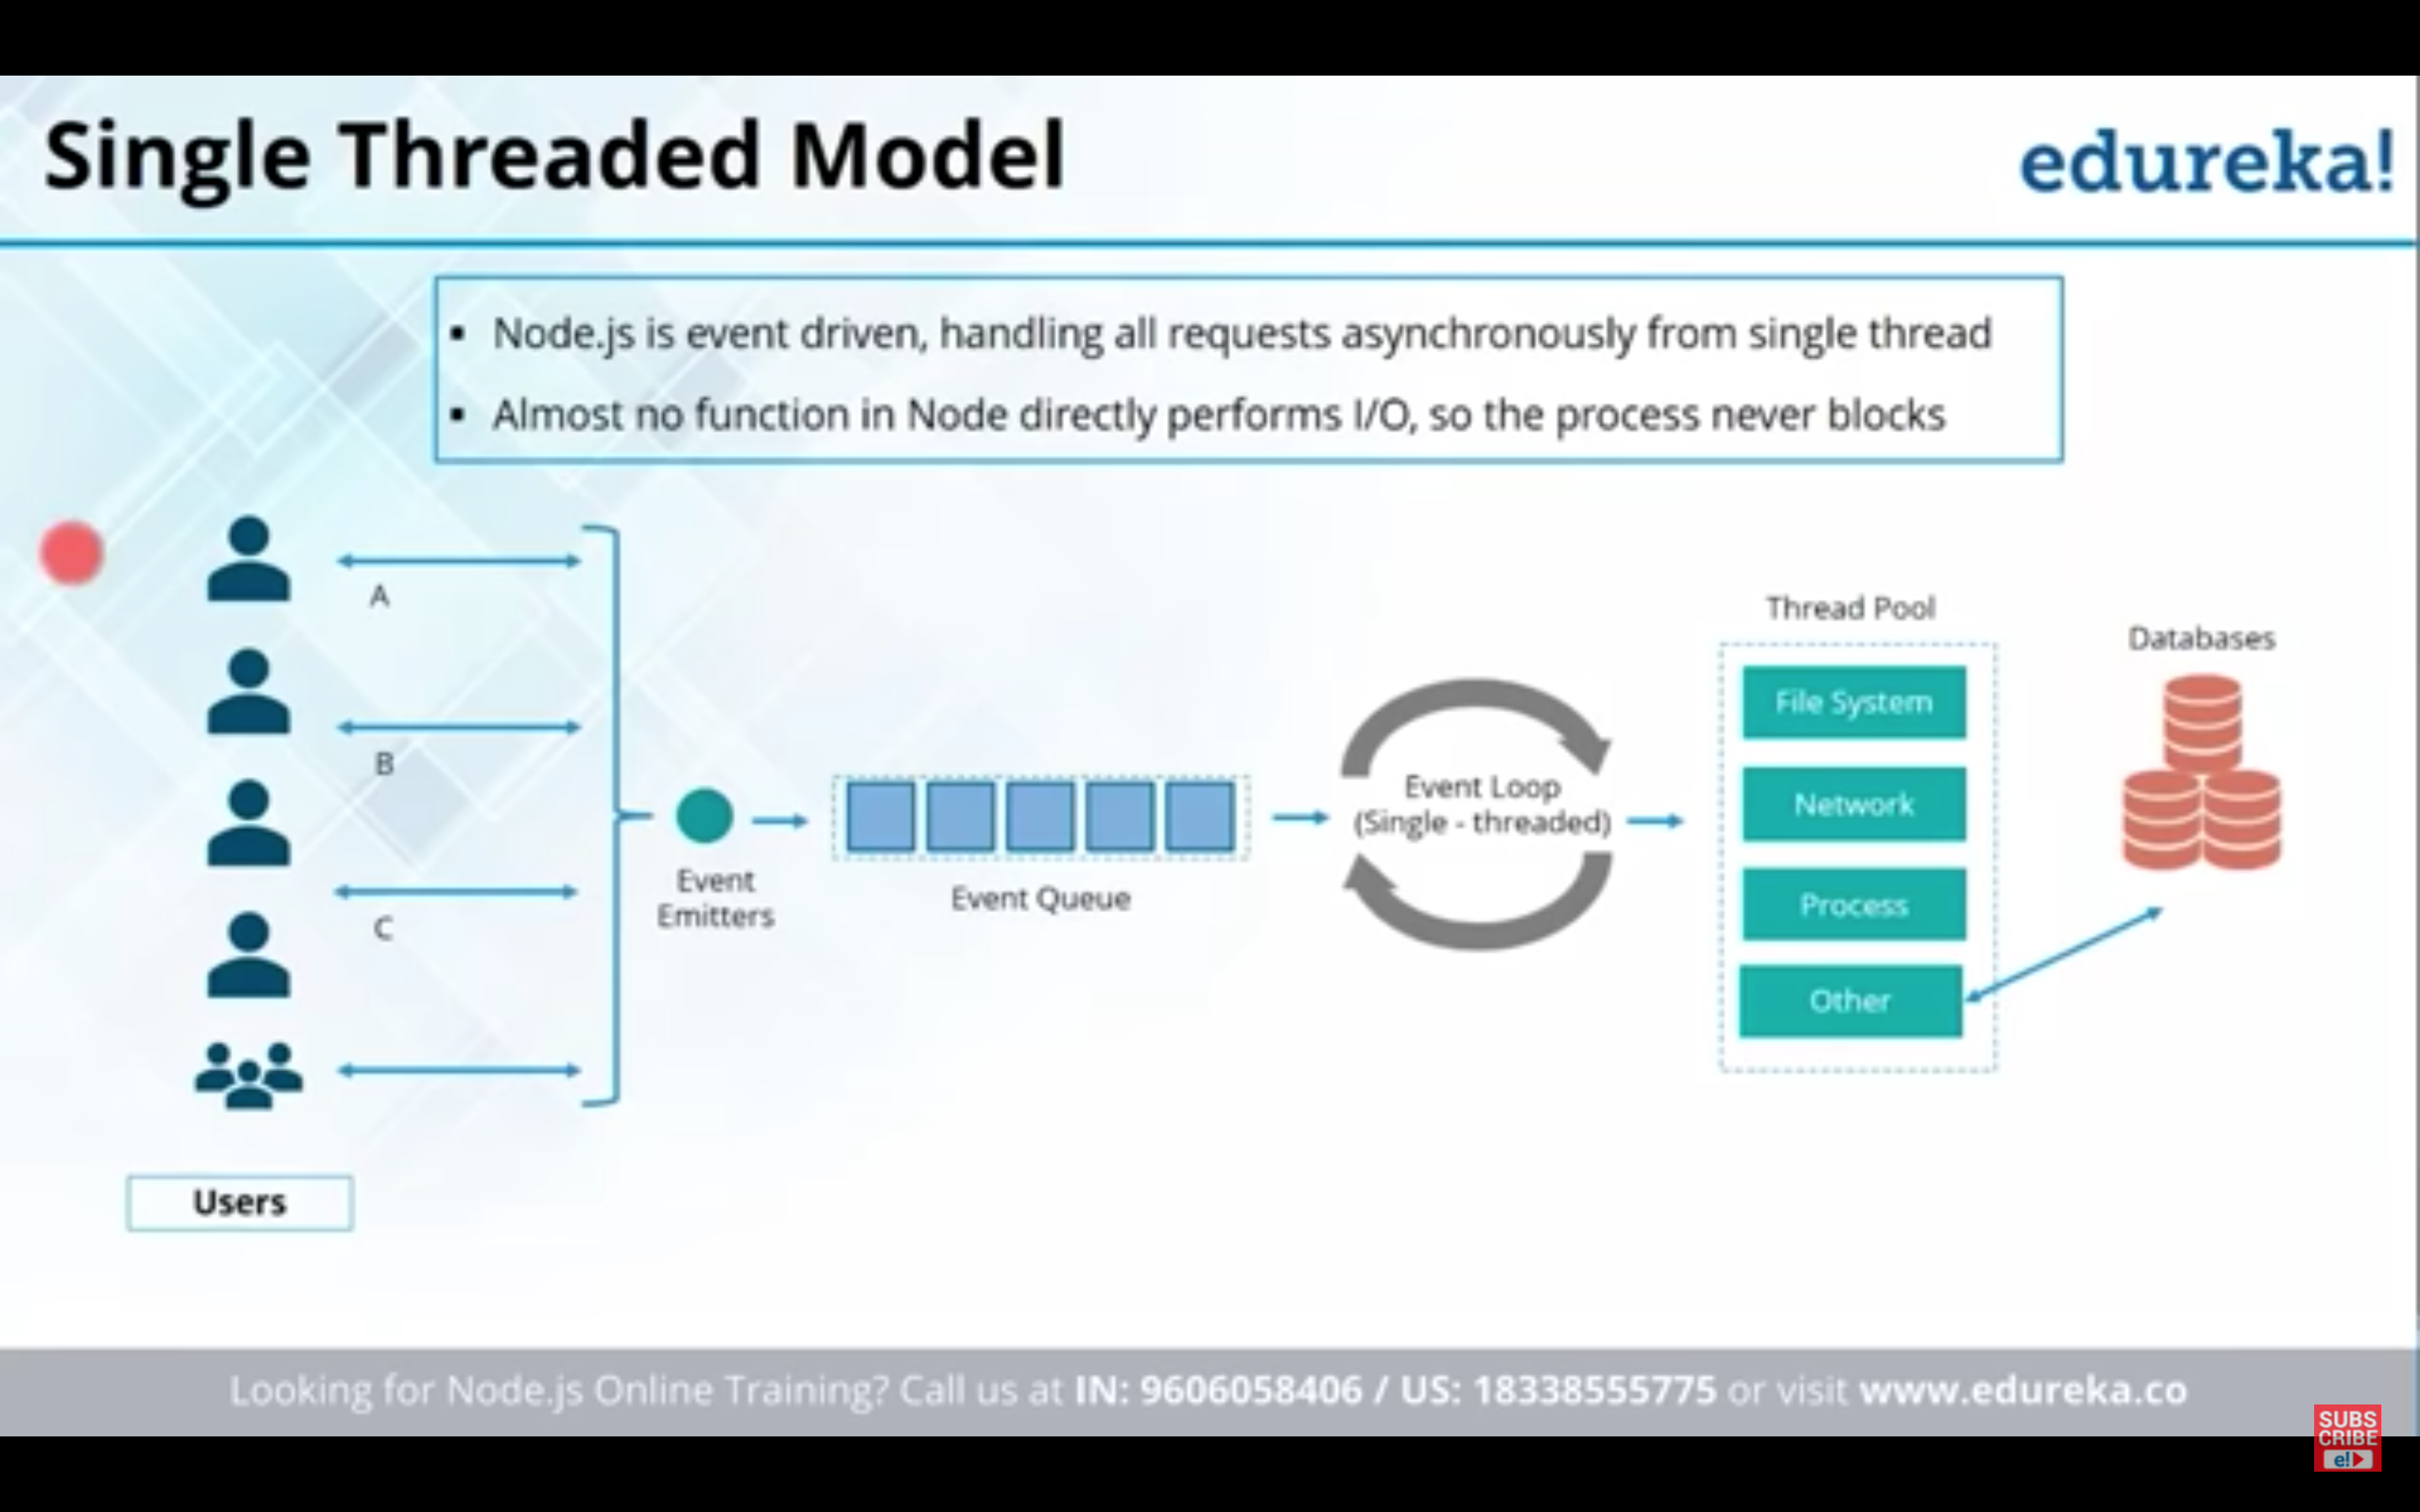 Single Threaded Model
edureka!
▪ Node.js is event driven, handling all requests asynchronously from single thread
▪ Almost no function in Node directly performs I/O, so the process never blocks
A
B
C
Users
Event
Emitters
Event Queue
Event Loop
(Single - threaded)
Thread Pool
File System
Network
Process
Other
Databases
Looking for Node.js Online Training? Call us at IN: 9606058406 / US: 18338555775 or visit www.edureka.co
SUBS
CRIBE
e!